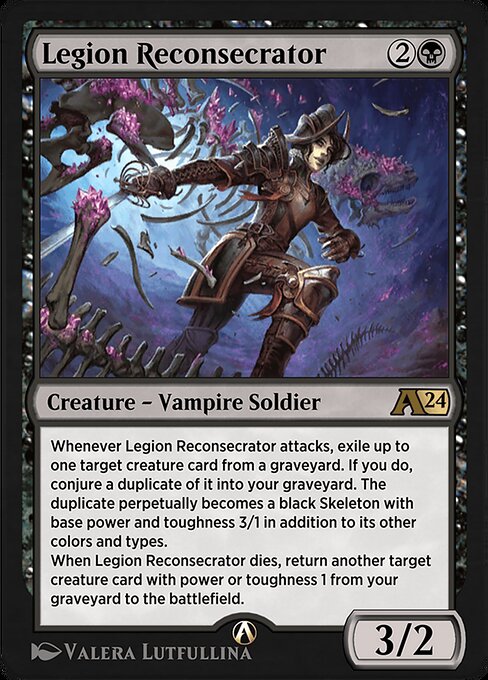 Legion Reconsecrator 2
Creature – Vampire Soldier A24
Whenever Legion Reconsecrator attacks, exile up to
one target creature card from a graveyard. If you do,
conjure a duplicate of it into your graveyard. The
duplicate perpetually becomes a black Skeleton with
base power and toughness 3/1 in addition to its other
colors and types.
When Legion Reconsecrator dies, return another target
creature card with power or toughness 1 from your
graveyard to the battlefield.
3/2
Valera Lutfullina